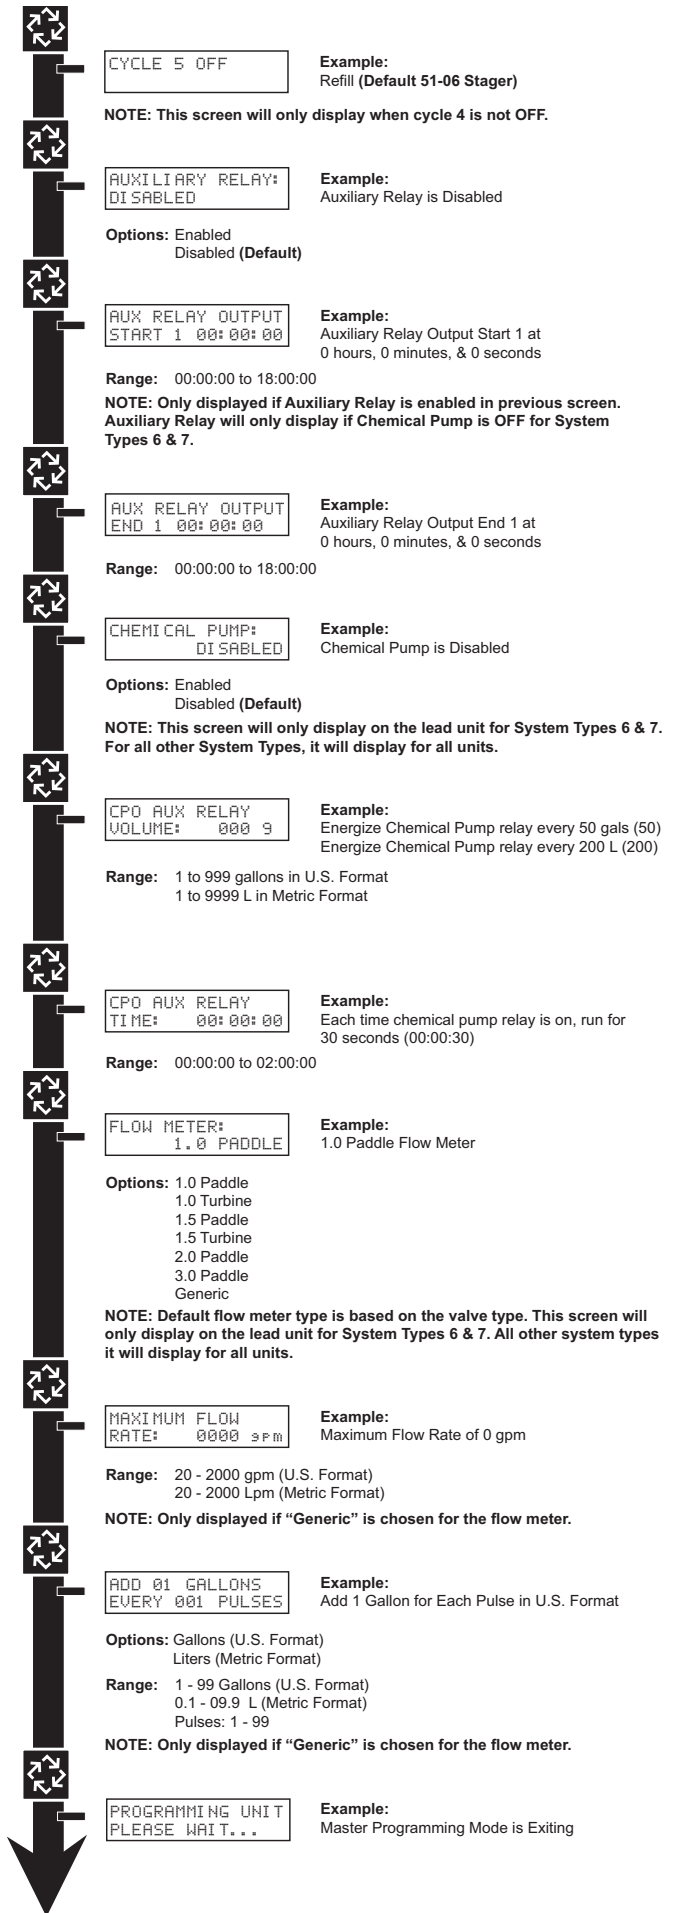 CYCLE 5 OFF
Example:
Refill (Default 51-06 Stager)
NOTE: This screen will only display when cycle 4 is not OFF.
AUXILIARY RELAY:
DISABLED
Example:
Auxiliary Relay is Disabled
Options: Enabled
Disabled (Default)
AUX RELAY OUTPUT
START 1 00:00:00
Example:
Auxiliary Relay Output Start 1 at
0 hours, 0 minutes, & 0 seconds
Range: 00:00:00 to 18:00:00
NOTE: Only displayed if Auxiliary Relay is enabled in previous screen.
Auxiliary Relay will only display if Chemical Pump is OFF for System
Types 6 & 7.
AUX RELAY OUTPUT
END 1 00:00:00
Example:
Auxiliary Relay Output End 1 at
0 hours, 0 minutes, & 0 seconds
Range: 00:00:00 to 18:00:00
CHEMICAL PUMP:
DISABLED
Example:
Chemical Pump is Disabled
Options: Enabled
Disabled (Default)
NOTE: This screen will only display on the lead unit for System Types 6 & 7.
For all other System Types, it will display for all units.
CPO AUX RELAY
VOLUME: 000 g
Example:
Energize Chemical Pump relay every 50 gals (50)
Energize Chemical Pump relay every 200 L (200)
Range: 1 to 999 gallons in U.S. Format
1 to 9999 L in Metric Format
CPO AUX RELAY
TIME: 00:00:00
Example:
Each time chemical pump relay is on, run for
30 seconds (00:00:30)
Range: 00:00:00 to 02:00:00
FLOW METER:
1.0 PADDLE
Example:
1.0 Paddle Flow Meter
Options: 1.0 Paddle
1.0 Turbine
1.5 Paddle
1.5 Turbine
2.0 Paddle
3.0 Paddle
Generic
NOTE: Default flow meter type is based on the valve type. This screen will
only display on the lead unit for System Types 6 & 7. All other system types
it will display for all units.
MAXIMUM FLOW
RATE: 0000 gpm
Example:
Maximum Flow Rate of 0 gpm
Range: 20 - 2000 gpm (U.S. Format)
20 - 2000 Lpm (Metric Format)
NOTE: Only displayed if “Generic” is chosen for the flow meter.
ADD 01 GALLONS
EVERY 001 PULSES
Example:
Add 1 Gallon for Each Pulse in U.S. Format
Options: Gallons (U.S. Format)
Liters (Metric Format)
Range: 1 - 99 Gallons (U.S. Format)
0.1 - 09.9 L (Metric Format)
Pulses: 1 - 99
NOTE: Only displayed if “Generic” is chosen for the flow meter.
PROGRAMMING UNIT
PLEASE WAIT...
Example:
Master Programming Mode is Exiting